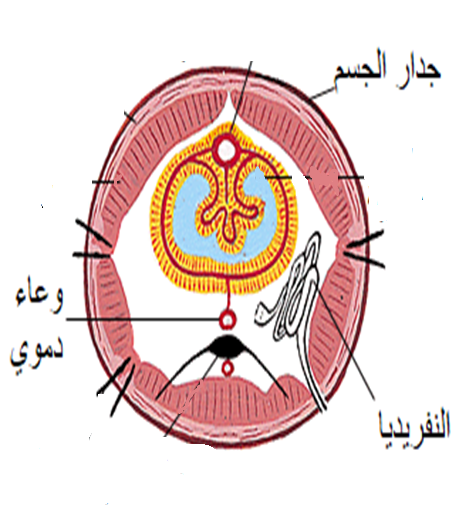 جدار الجسم
وعاء
دموي
النفريديا